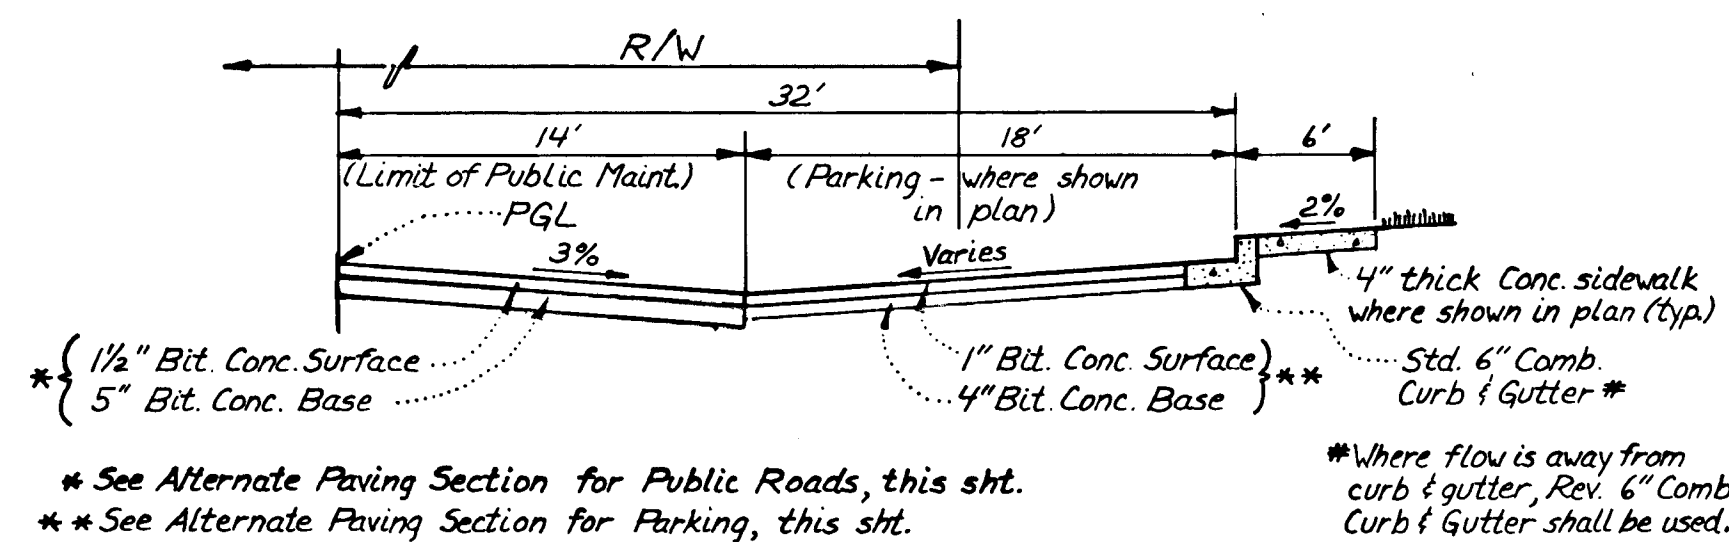 R/W
32'
14' 18' 6'
(Limit of Public Maint.) (Parking - where shown
in plan)
PGL 2%
3% Varies
4" thick Conc. sidewalk
where shown in plan (typ.)
* { 1½" Bit. Conc. Surface 1" Bit. Conc. Surface } * * Std. 6" Comb.
5" Bit. Conc. Base 4" Bit. Conc. Base Curb & Gutter #
* See Alternate Paving Section for Public Roads, this sht.
* * See Alternate Paving Section for Parking, this sht.
# Where flow is away from
curb & gutter, Rev. 6" Comb
Curb & Gutter shall be used.